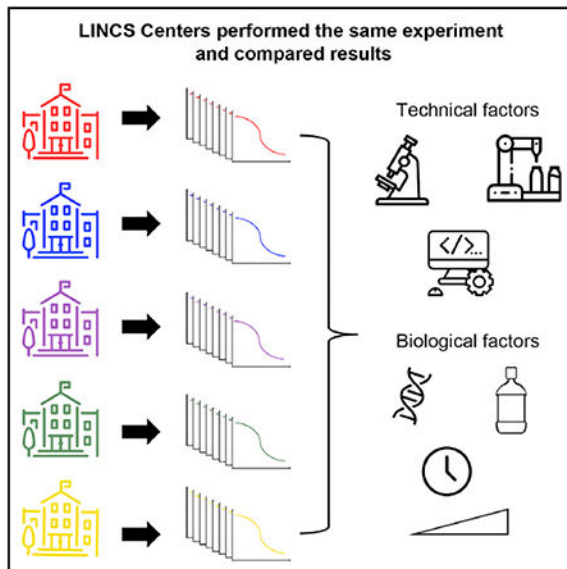 LINCS Centers performed the same experiment
and compared results
Technical factors
</>...
Biological factors